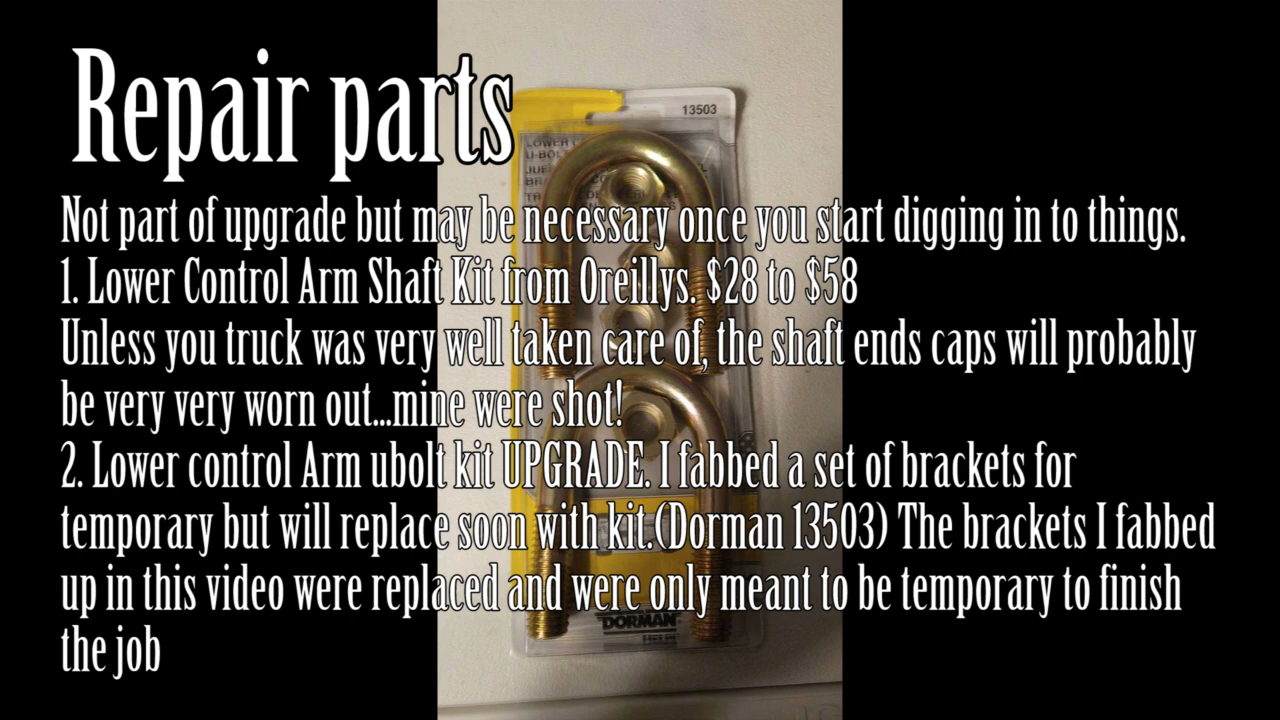 Repair parts
13503
LOWER
U-BOLT
Not part of upgrade but may be necessary once you start digging in to things.
1. Lower Control Arm Shaft Kit from Oreillys. $28 to $58
Unless you truck was very well taken care of, the shaft ends caps will probably
be very very worn out...mine were shot!
2. Lower control Arm ubolt kit UPGRADE. I fabbed a set of brackets for
temporary but will replace soon with kit.(Dorman 13503) The brackets I fabbed
up in this video were replaced and were only meant to be temporary to finish
the job
DORMAN